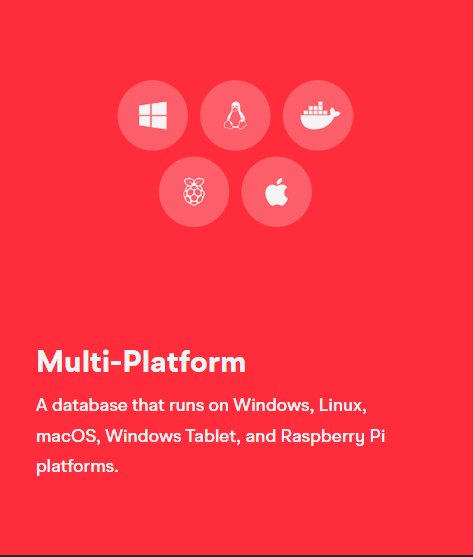 Multi-Platform
A database that runs on Windows, Linux,
macOS, Windows Tablet, and Raspberry Pi
platforms.